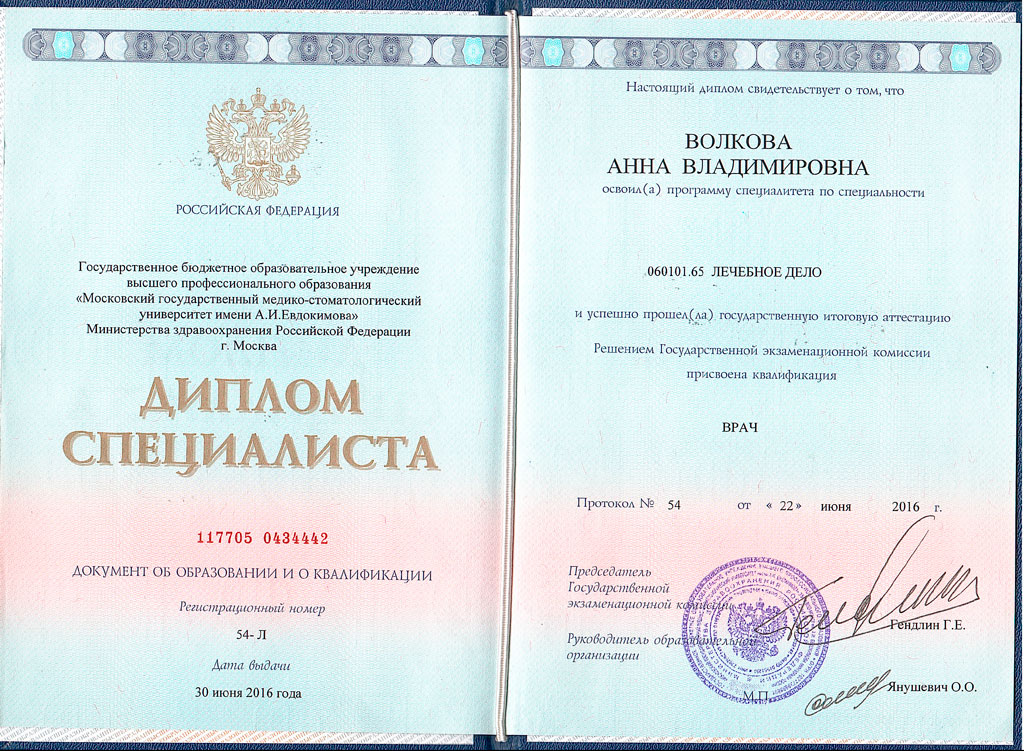 РОССИЙСКАЯ ФЕДЕРАЦИЯ
Государственное бюджетное образовательное учреждение
высшего профессионального образования
«Московский государственный медико-стоматологический
университет имени А.И.Евдокимова»
Министерства здравоохранения Российской Федерации
г. Москва
ДИПЛОМ
СПЕЦИАЛИСТА
117705 0434442
ДОКУМЕНТ ОБ ОБРАЗОВАНИИ И О КВАЛИФИКАЦИИ
Регистрационный номер
54- Л
Дата выдачи
30 июня 2016 года
Настоящий диплом свидетельствует о том, что
ВОЛКОВА
АННА ВЛАДИМИРОВНА
освоил(а) программу специалитета по специальности
060101.65 ЛЕЧЕБНОЕ ДЕЛО
и успешно прошел(ла) государственную итоговую аттестацию
Решением Государственной экзаменационной комиссии
присвоена квалификация
ВРАЧ
Протокол № 54 от « 22 » июня 2016 г.
Председатель
Государственной
экзаменационной комиссии
Гендлин Г.Е.
Руководитель образовательной
организации
М.П.
Янушевич О.О.